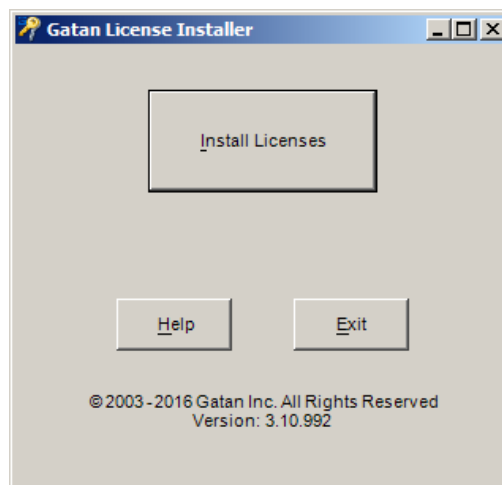 Gatan License Installer
Install Licenses
Help
Exit
©2003-2016 Gatan Inc. All Rights Reserved
Version: 3.10.992